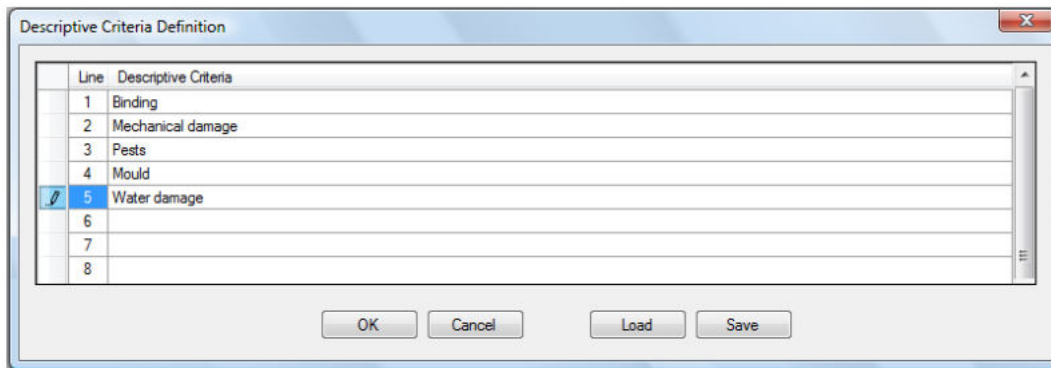 Descriptive Criteria Definition
Line Descriptive Criteria
1 Binding
2 Mechanical damage
3 Pests
4 Mould
5 Water damage
6
7
8
OK Cancel Load Save